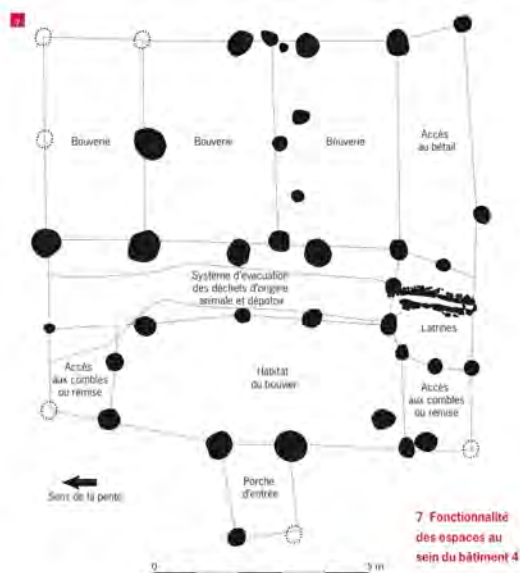 7
Bouverie
Bouverie
Bouverie
Accès
au bétail
Système d'évacuation
des déchets d'origine
animale et dépotoir
Latrines
Accès
aux combles
ou remise
Habitat
du bouvier
Accès
aux combles
ou remise
Sens de la pente
Porche
d'entrée
0
3 m
7 Fonctionnalité
des espaces au
sein du bâtiment 4